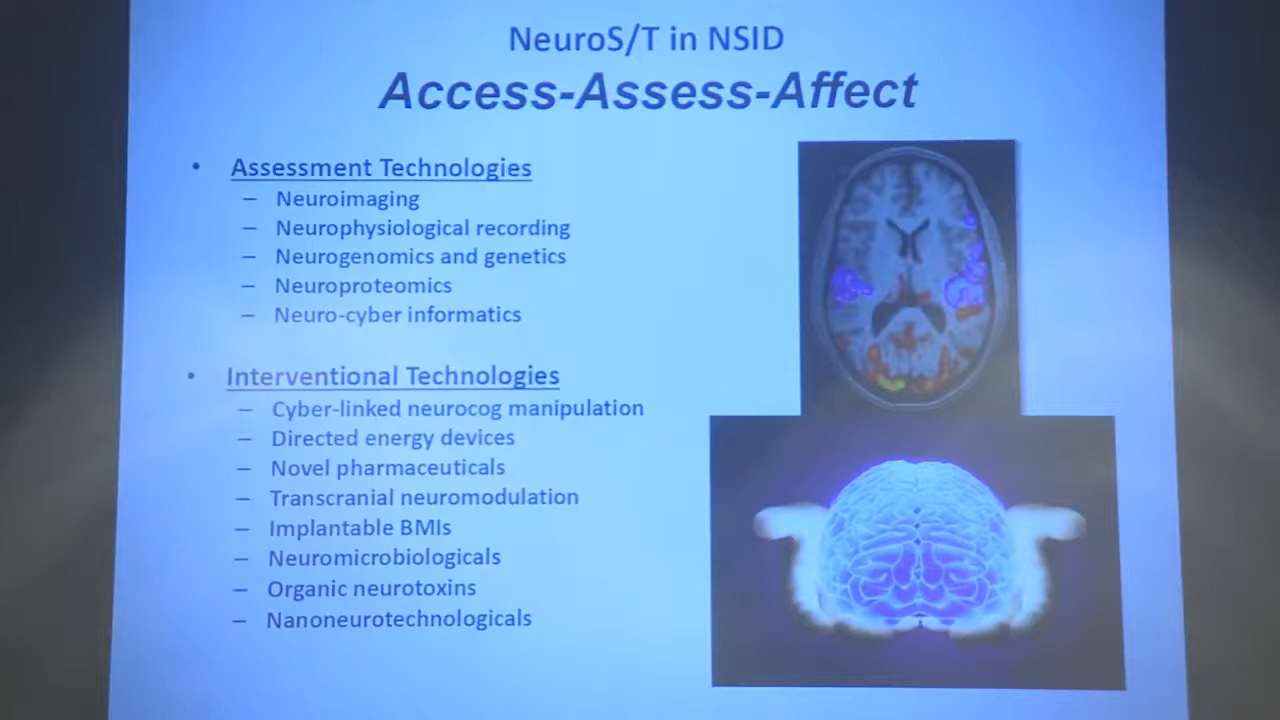 NeuroS/T in NSID
Access-Assess-Affect
• Assessment Technologies
– Neuroimaging
– Neurophysiological recording
– Neurogenomics and genetics
– Neuroproteomics
– Neuro-cyber informatics
• Interventional Technologies
– Cyber-linked neurocog manipulation
– Directed energy devices
– Novel pharmaceuticals
– Transcranial neuromodulation
– Implantable BMIs
– Neuromicrobiologicals
– Organic neurotoxins
– Nanoneurotechnologicals